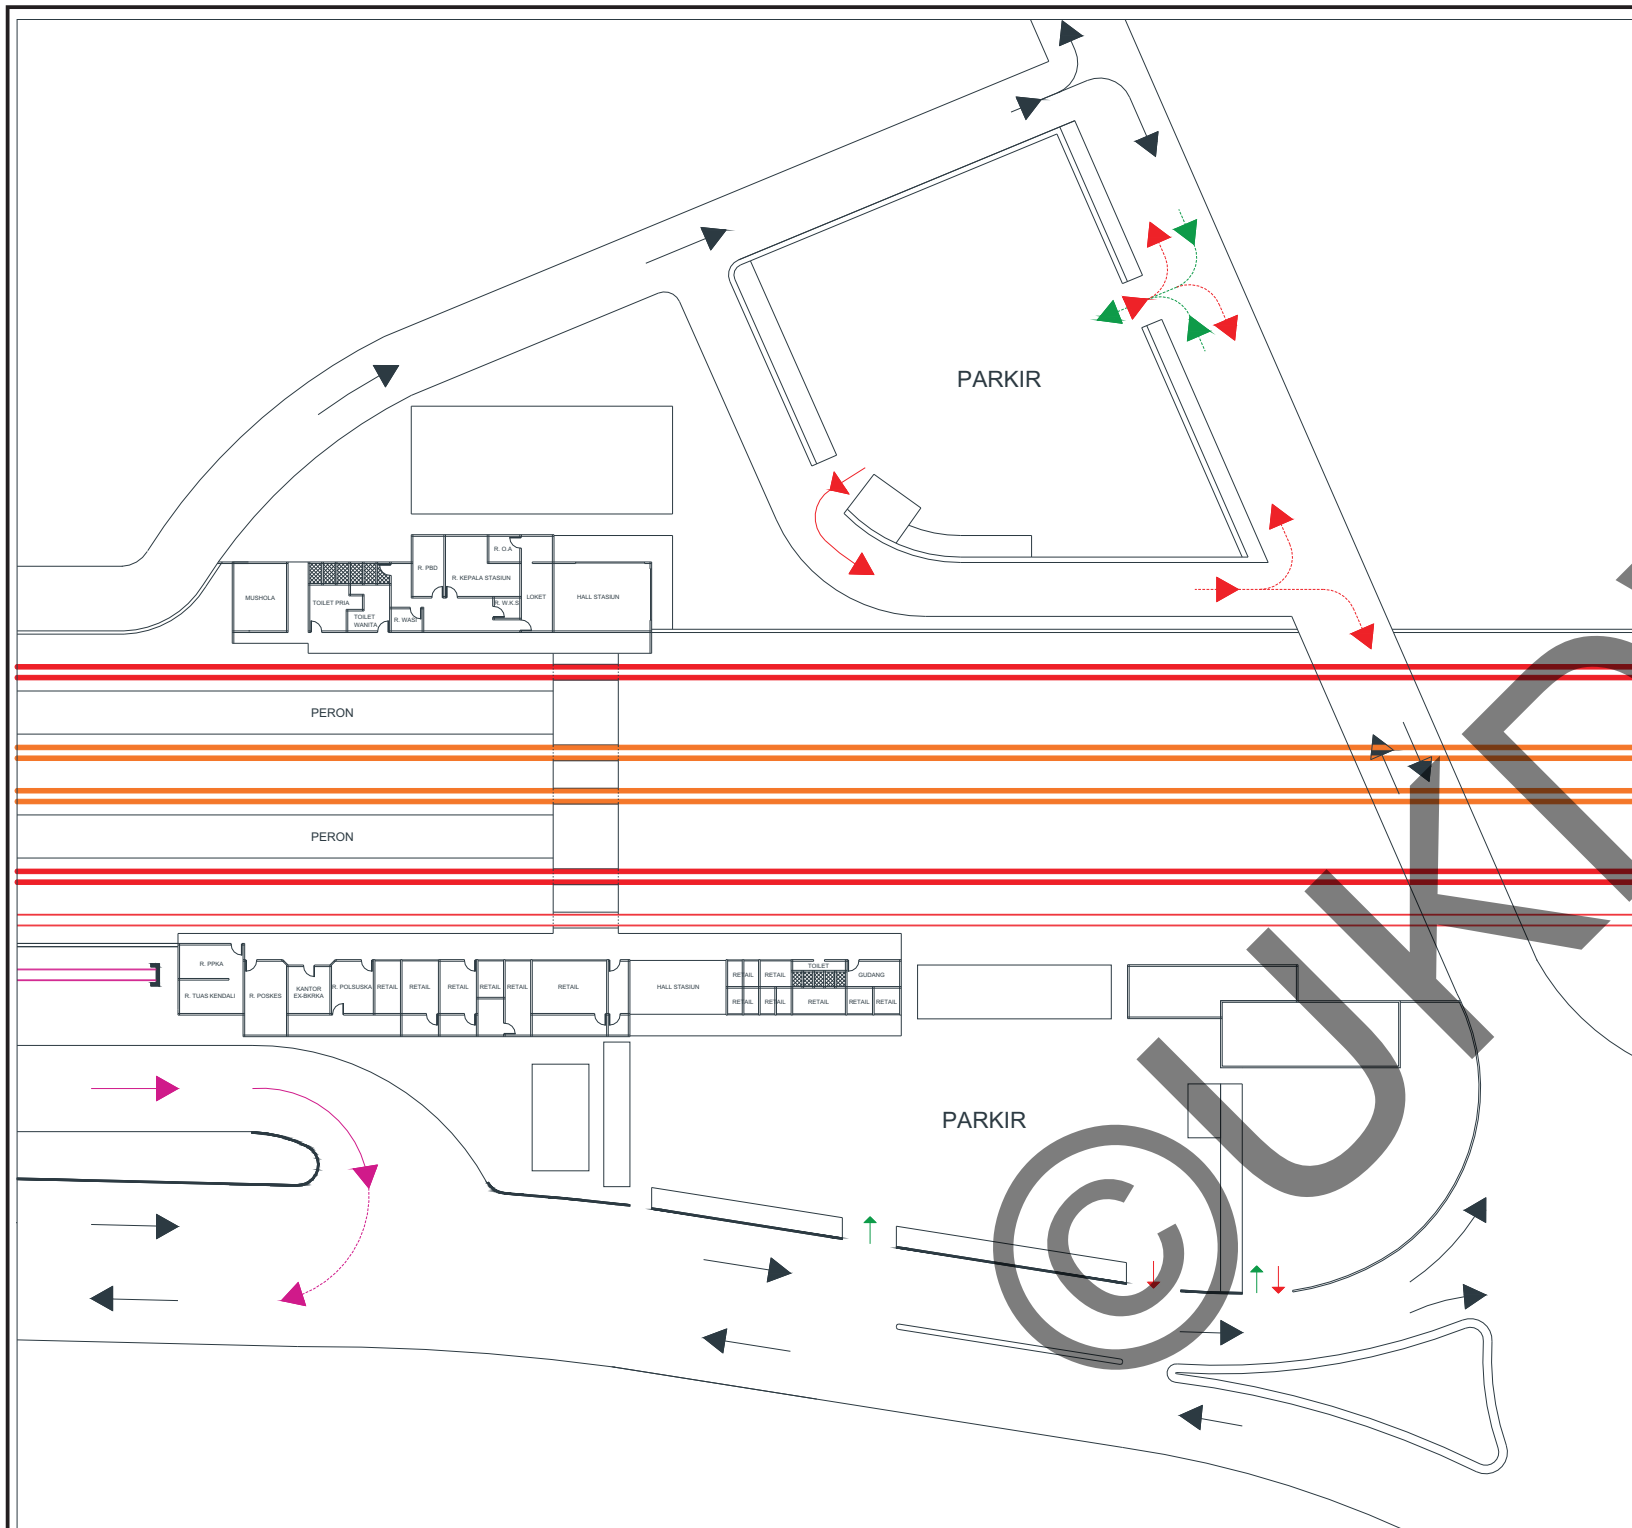 PARKIR
R. O.A
R. PBD
R. KEPALA STASIUN
MUSHOLA
TOILET PRIA
R. W.K.S
LOKET
HALL STASIUN
TOILET
WANITA
R. WASI
PERON
PERON
R. PPKA
R. TUAS KENDALI
R. POSKES
KANTOR
EX-BKRKA
R. POLSUSKA
RETAIL
RETAIL
RETAIL
RETAIL
RETAIL
RETAIL
HALL STASIUN
RETAIL
RETAIL
TOILET
GUDANG
RETAIL
RETAIL
RETAIL
RETAIL
RETAIL
PARKIR
©UKD